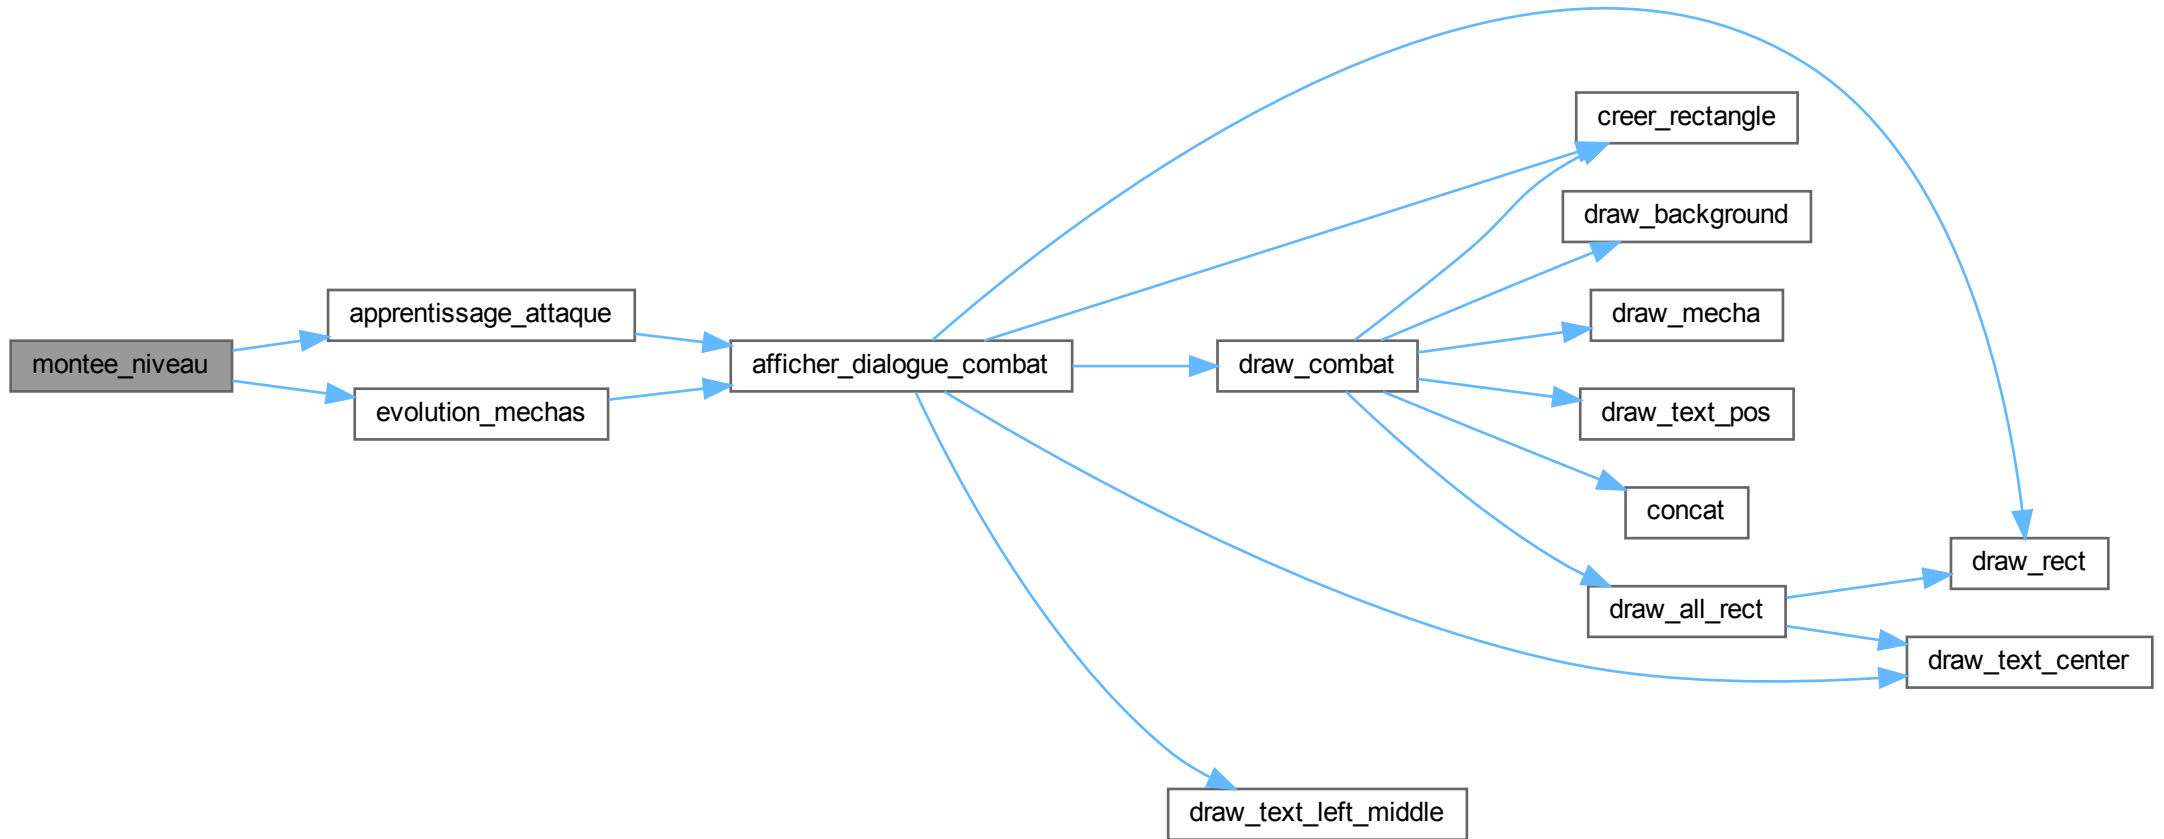 montee_niveau
apprentissage_attaque
evolution_mechas
afficher_dialogue_combat
draw_combat
creer_rectangle
draw_background
draw_mecha
draw_text_pos
concat
draw_all_rect
draw_rect
draw_text_center
draw_text_left_middle